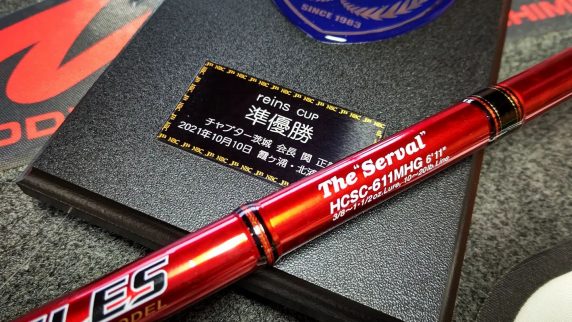 SINCE 1983
reins CUP
準優勝
チャプター茨城 会長 関 正
2021年10月10日 霞ヶ浦・北
The "Serval"
HCSC-611MHG 6'11"
3/8~1-1/2oz.Lure, 10~20lb.Line
LES
MODEL